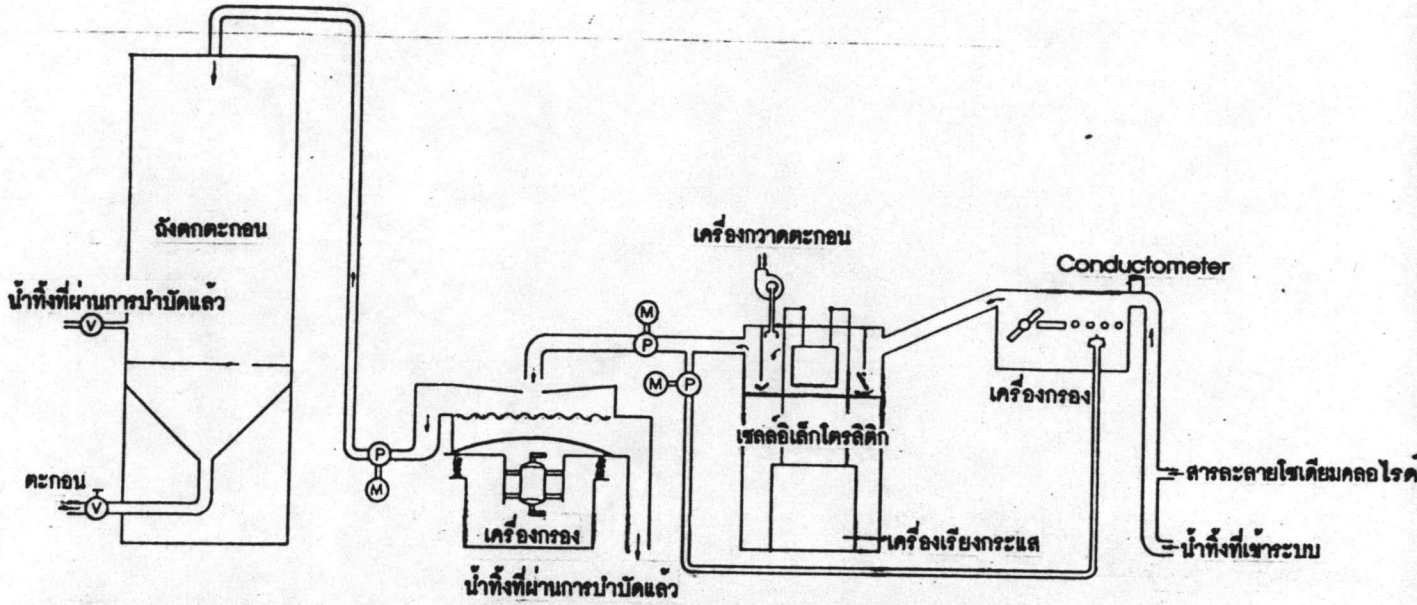 ถังตกตะกอน
น้ำทิ้งที่ผ่านการบำบัดแล้ว
V
ตะกอน
V
P
M
เครื่องกรอง
น้ำทิ้งที่ผ่านการบำบัดแล้ว
M
P
M
P
เครื่องกวาดตะกอน
เซลล์อิเล็กโตรลิติก
เครื่องเรียงกระแส
Conductometer
เครื่องกรอง
สารละลายโซเดียมคลอไรด์
น้ำทิ้งที่เข้าระบบ